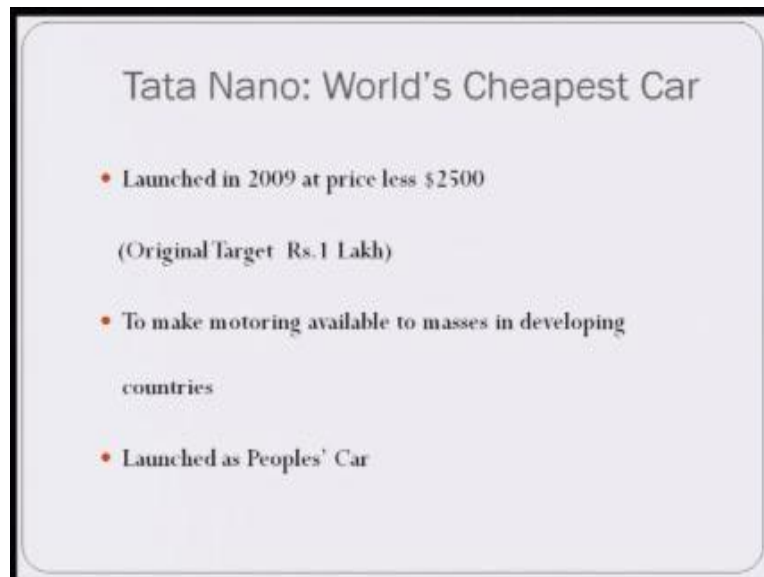 Tata Nano: World's Cheapest Car
• Launched in 2009 at price less $2500
(Original Target Rs.1 Lakh)
• To make motoring available to masses in developing
countries
• Launched as Peoples' Car